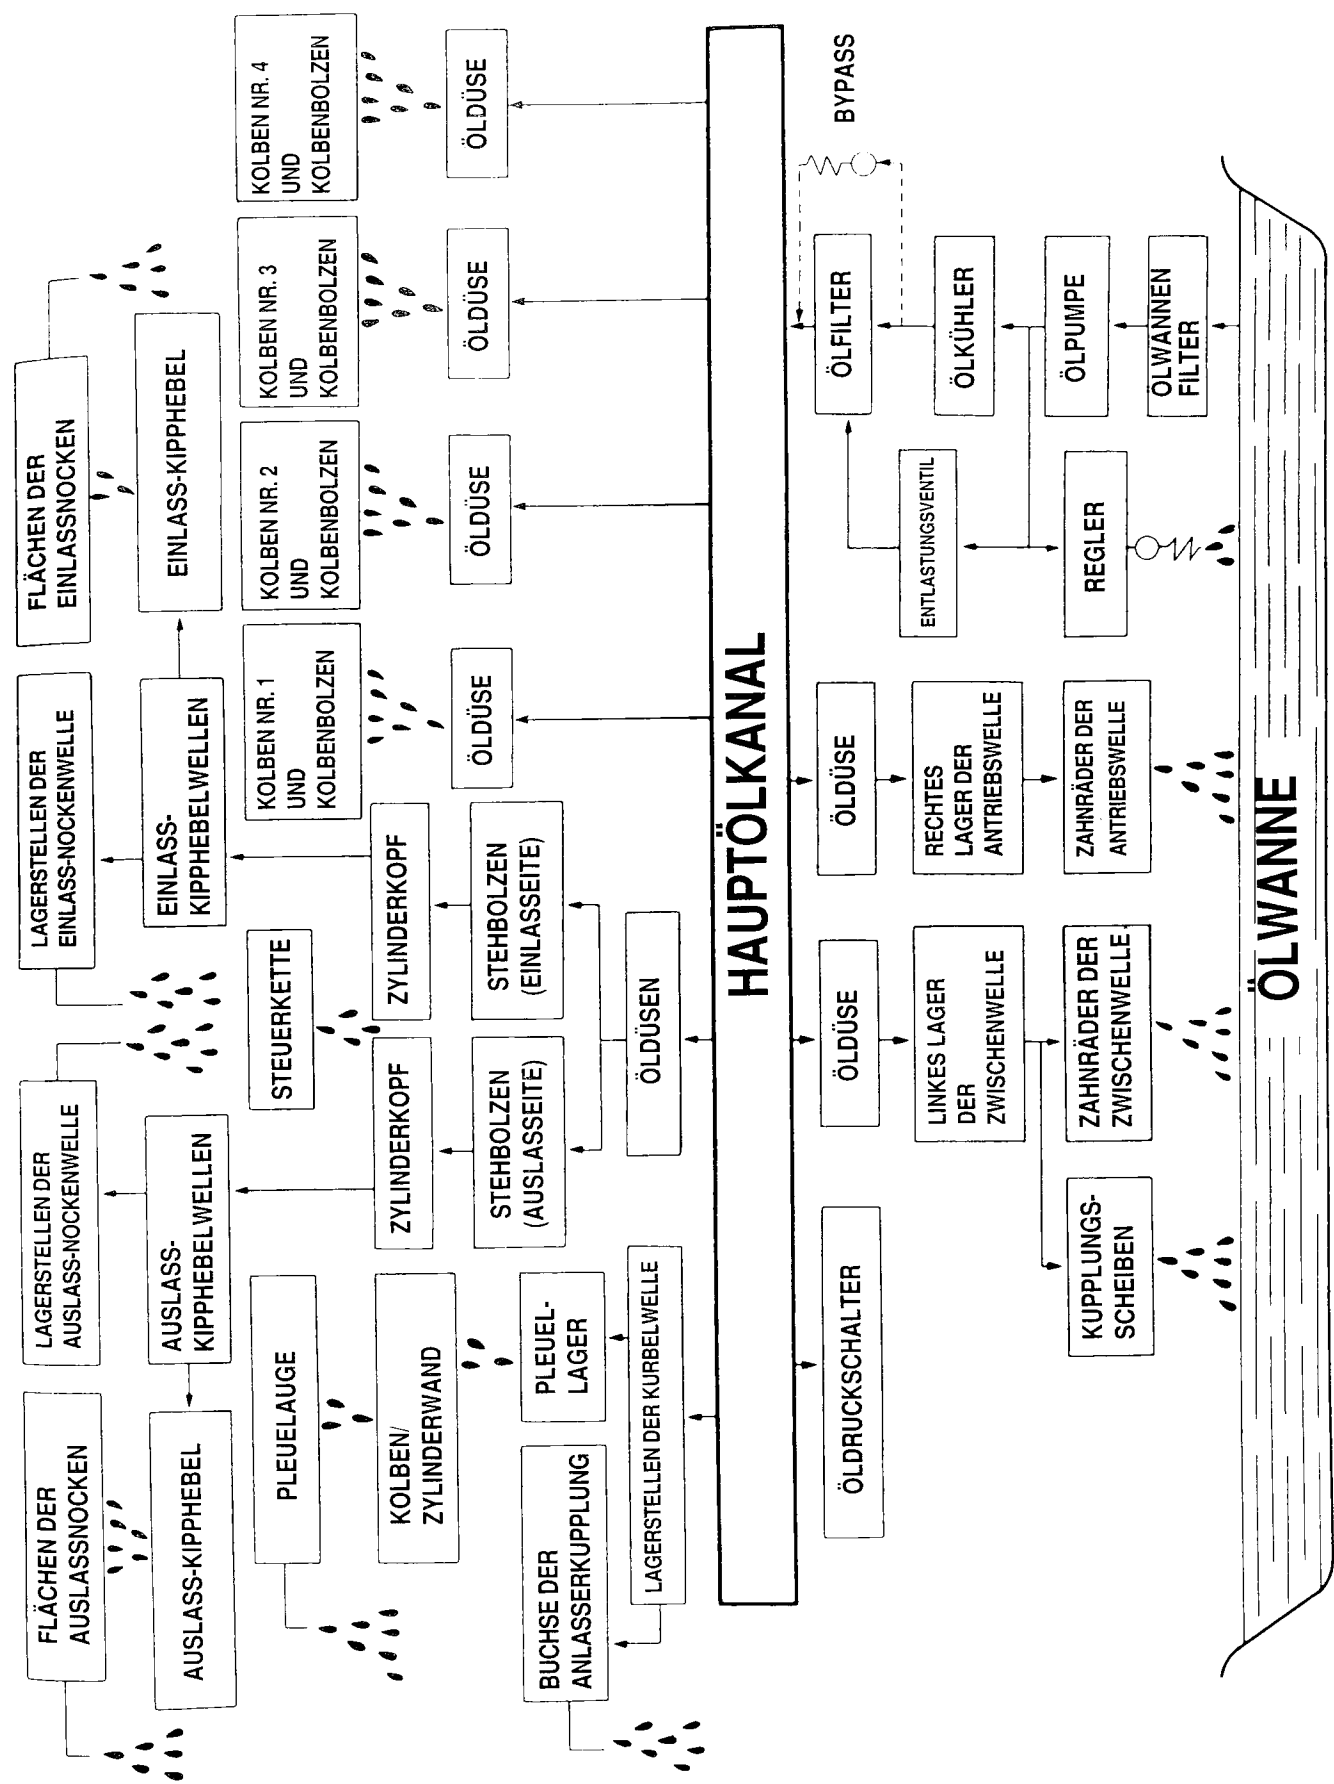 FLÄCHEN DER
AUSLASSNOCKEN
LAGERSTELLEN DER
AUSLASS-NOCKENWELLE
LAGERSTELLEN DER
EINLASS-NOCKENWELLE
FLÄCHEN DER
EINLASSNOCKEN
AUSLASS-KIPPHEBEL
AUSLASS-
KIPPHEBELWELLEN
EINLASS-
KIPPHEBELWELLEN
EINLASS-KIPPHEBEL
PLEUELAUGE
STEUERKETTE
KOLBEN NR. 1
UND
KOLBENBOLZEN
KOLBEN NR. 2
UND
KOLBENBOLZEN
KOLBEN NR. 3
UND
KOLBENBOLZEN
KOLBEN NR. 4
UND
KOLBENBOLZEN
KOLBEN/
ZYLINDERWAND
ZYLINDERKOPF
ZYLINDERKOPF
BUCHSE DER
ANLASSERKUPPLUNG
PLEUEL-
LAGER
STEHBOLZEN
(AUSLASSEITE)
STEHBOLZEN
(EINLASSEITE)
ÖLDÜSE
ÖLDÜSE
ÖLDÜSE
ÖLDÜSE
LAGERSTELLEN DER KURBELWELLE
ÖLDÜSEN
HAUPTÖLKANAL
ÖLDRUCKSCHALTER
ÖLDÜSE
ÖLDÜSE
ÖLFILTER
BYPASS
LINKES LAGER
DER
ZWISCHENWELLE
RECHTES
LAGER DER
ANTRIEBSWELLE
ENTLASTUNGSVENTIL
ÖLKÜHLER
KUPPLUNGS-
SCHEIBEN
ZAHNRÄDER DER
ZWISCHENWELLE
ZAHNRÄDER DER
ANTRIEBSWELLE
REGLER
ÖLPUMPE
ÖLWANNEN
FILTER
ÖLWANNE